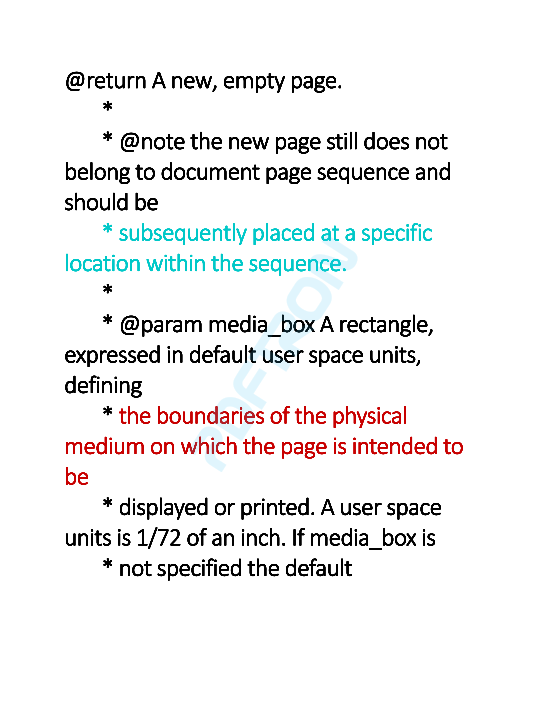 @return A new, empty page.
*
* @note the new page still does not
belong to document page sequence and
should be
* subsequently placed at a specific
location within the sequence.
*
* @param media_box A rectangle,
expressed in default user space units,
defining
* the boundaries of the physical
medium on which the page is intended to
be
* displayed or printed. A user space
units is 1/72 of an inch. If media_box is
* not specified the default
PDFTRON